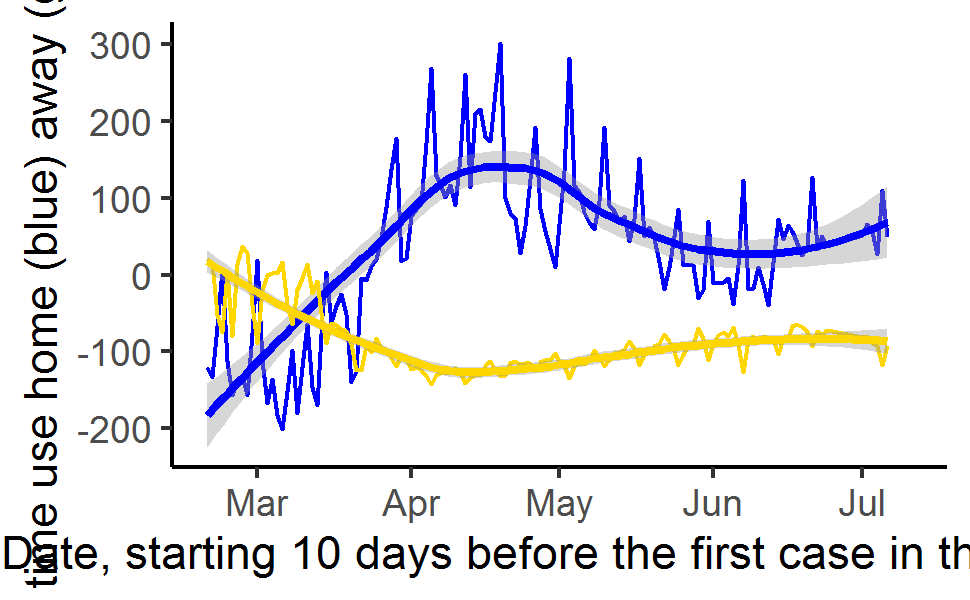 time use home (blue) away (g
300
200
100
0
-100
-200
Mar Apr May Jun Jul
Date, starting 10 days before the first case in th